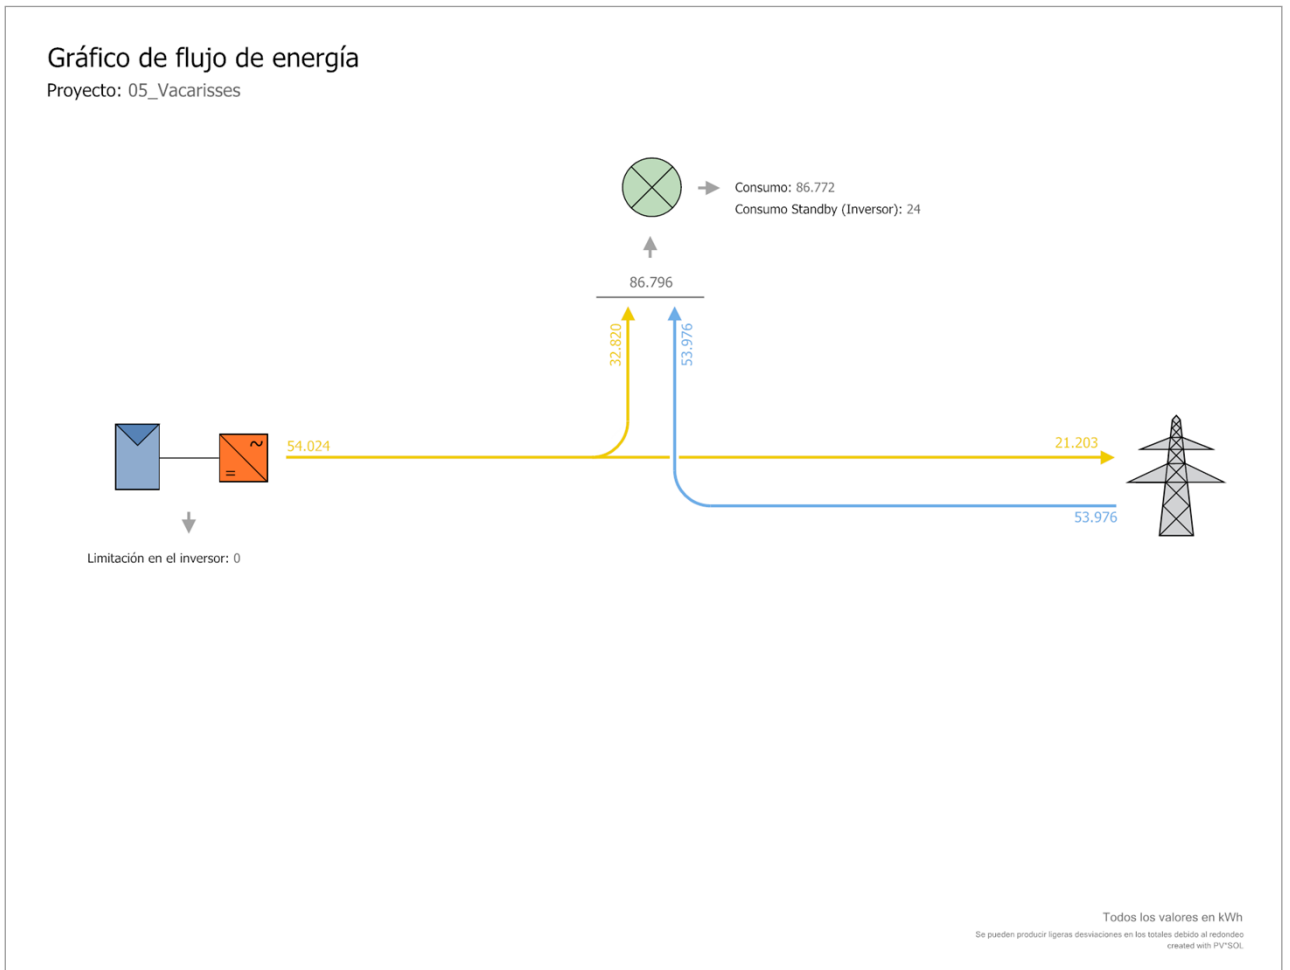 Gráfico de flujo de energía
Proyecto: 05_Vacarisses
Consumo: 86.772
Consumo Standby (Inversor): 24
86.796
32.820
53.976
54.024
21.203
53.976
Limitación en el inversor: 0
Todos los valores en kWh
Se pueden producir ligeras desviaciones en los totales debido al redondeo
created with PV*SOL